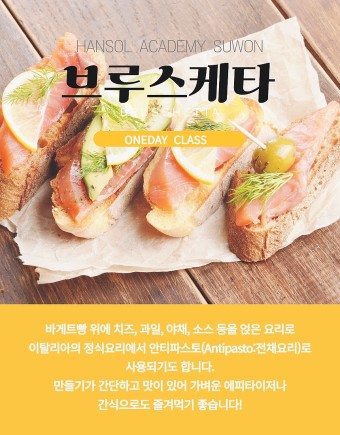 HANSOL ACADEMY SUWON
브루스케타
ONEDAY CLASS
바게트빵 위에 치즈, 과일, 야채, 소스 등을 얹은 요리로
이탈리아의 정식요리에서 안티파스토(Antipasto:전채요리)로
사용되기도 합니다.
만들기가 간단하고 맛이 있어 가벼운 에피타이저나
간식으로도 즐겨먹기 좋습니다!